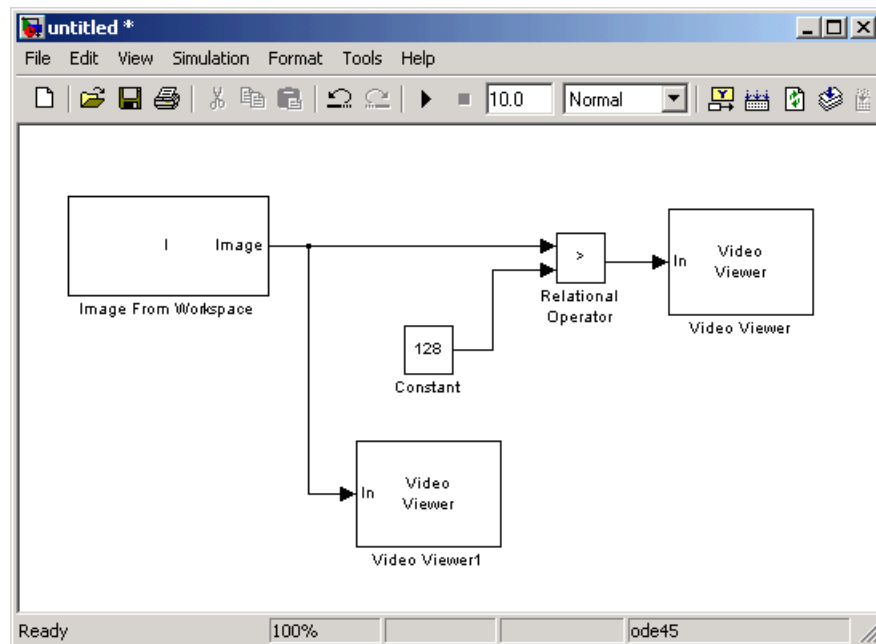 untitled *
File Edit View Simulation Format Tools Help
10.0 Normal
I Image
Image From Workspace
>
Relational
Operator
In Video
Viewer
Video Viewer
128
Constant
In Video
Viewer
Video Viewer1
Ready 100% ode45